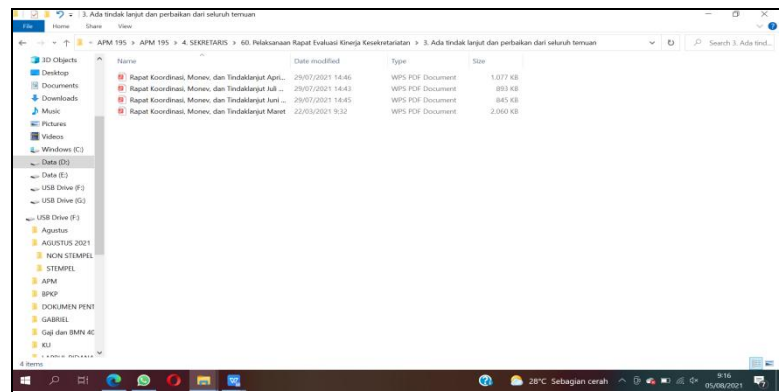 3. Ada tindak lanjut dan perbaikan dari seluruh temuan
File Home Share View
APM 195 > APM 195 > 4. SEKRETARIS > 60. Pelaksanaan Rapat Evaluasi Kinerja Kesekretariatan > 3. Ada tindak lanjut dan perbaikan dari seluruh temuan
Search 3. Ada tind...
Name Date modified Type Size
Rapat Koordinasi, Monev, dan Tindaklanjut Apri... 29/07/2021 14:46 WPS PDF Document 1.077 KB
Rapat Koordinasi, Monev, dan Tindaklanjut Juli ... 29/07/2021 14:43 WPS PDF Document 893 KB
Rapat Koordinasi, Monev, dan Tindaklanjut Juni ... 29/07/2021 14:45 WPS PDF Document 845 KB
Rapat Koordinasi, Monev, dan Tindaklanjut Maret 22/03/2021 9:32 WPS PDF Document 2.060 KB
3D Objects
Desktop
Documents
Downloads
Music
Pictures
Videos
Windows (C:)
Data (D:)
Data (E:)
USB Drive (F:)
USB Drive (G:)
USB Drive (F:)
Agustus
AGUSTUS 2021
NON STEMPEL
STEMPEL
APM
BPKP
DOKUMEN PENT
GABRIEL
Gaji dan BMN 40
KU
4 items
28°C Sebagian cerah
9:16
05/08/2021